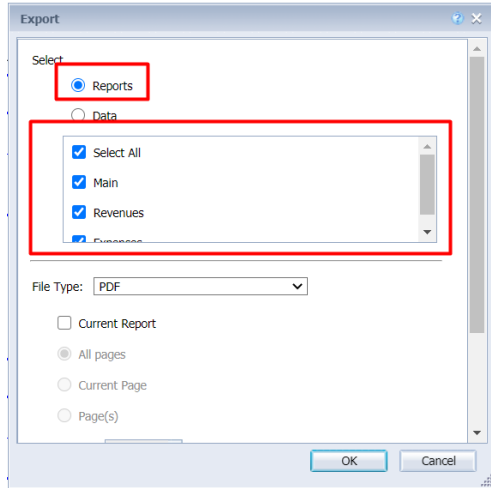 Export
Select
Reports
Data
Select All
Main
Revenues
Expenses
File Type: PDF
Current Report
All pages
Current Page
Page(s)
OK Cancel